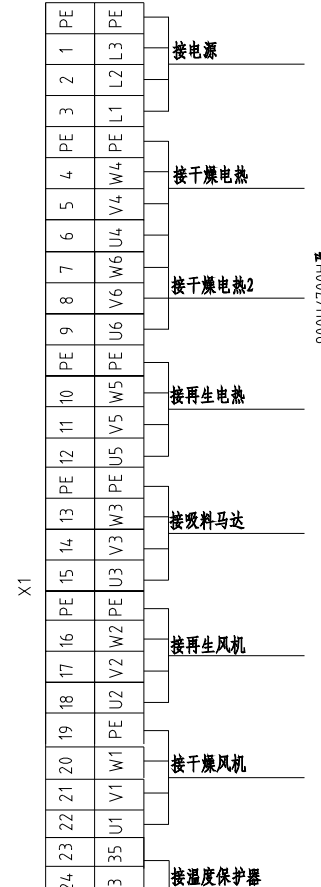 X1
PE PE
1 L3 接电源
2 L2
3 L1
PE PE
4 W4 接干燥电热
5 V4
6 U4
7 W6
8 V6 接干燥电热2
9 U6
PE PE
10 W5 接再生电热
11 V5
12 U5
PE PE
13 W3 接吸料马达
14 V3
15 U3
PE PE
16 W2 接再生风机
17 V2
18 U2
19 PE
20 W1 接干燥风机
21 V1
22 U1
23 35
24 接温度保护器